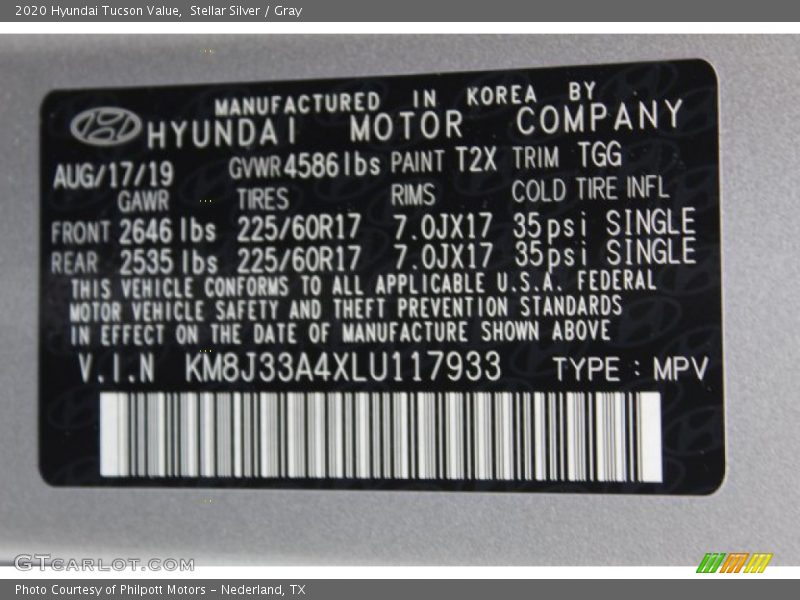 2020 Hyundai Tucson Value, Stellar Silver / Gray
MANUFACTURED IN KOREA BY
HYUNDAI MOTOR COMPANY
AUG/17/19 GVWR 4586 lbs PAINT T2X TRIM TGG
GAWR TIRES RIMS COLD TIRE INFL
FRONT 2646 lbs 225/60R17 7.0JX17 35psi SINGLE
REAR 2535 lbs 225/60R17 7.0JX17 35psi SINGLE
THIS VEHICLE CONFORMS TO ALL APPLICABLE U.S.A. FEDERAL
MOTOR VEHICLE SAFETY AND THEFT PREVENTION STANDARDS
IN EFFECT ON THE DATE OF MANUFACTURE SHOWN ABOVE
V.I.N KM8J33A4XLU117933 TYPE : MPV
GTCARLOT.COM
Photo Courtesy of Philpott Motors - Nederland, TX